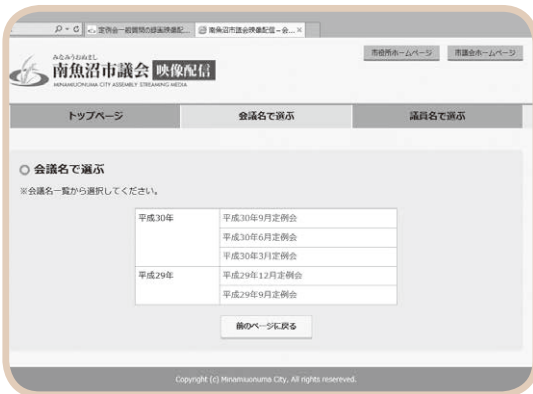 定例会一般質問の録画映像配...
南魚沼市議会映像配信－会...
市役所ホームページ
市議会ホームページ
みなみうおぬまし
南魚沼市議会 映像配信
MINAMIUONUMA CITY ASSEMBLY STREAMING MEDIA
トップページ
会議名で選ぶ
議員名で選ぶ
会議名で選ぶ
※会議名一覧から選択してください。
平成30年
平成30年9月定例会
平成30年6月定例会
平成30年3月定例会
平成29年
平成29年12月定例会
平成29年9月定例会
前のページに戻る
Copyright (c) Minamiuonuma City, All rights resereved.